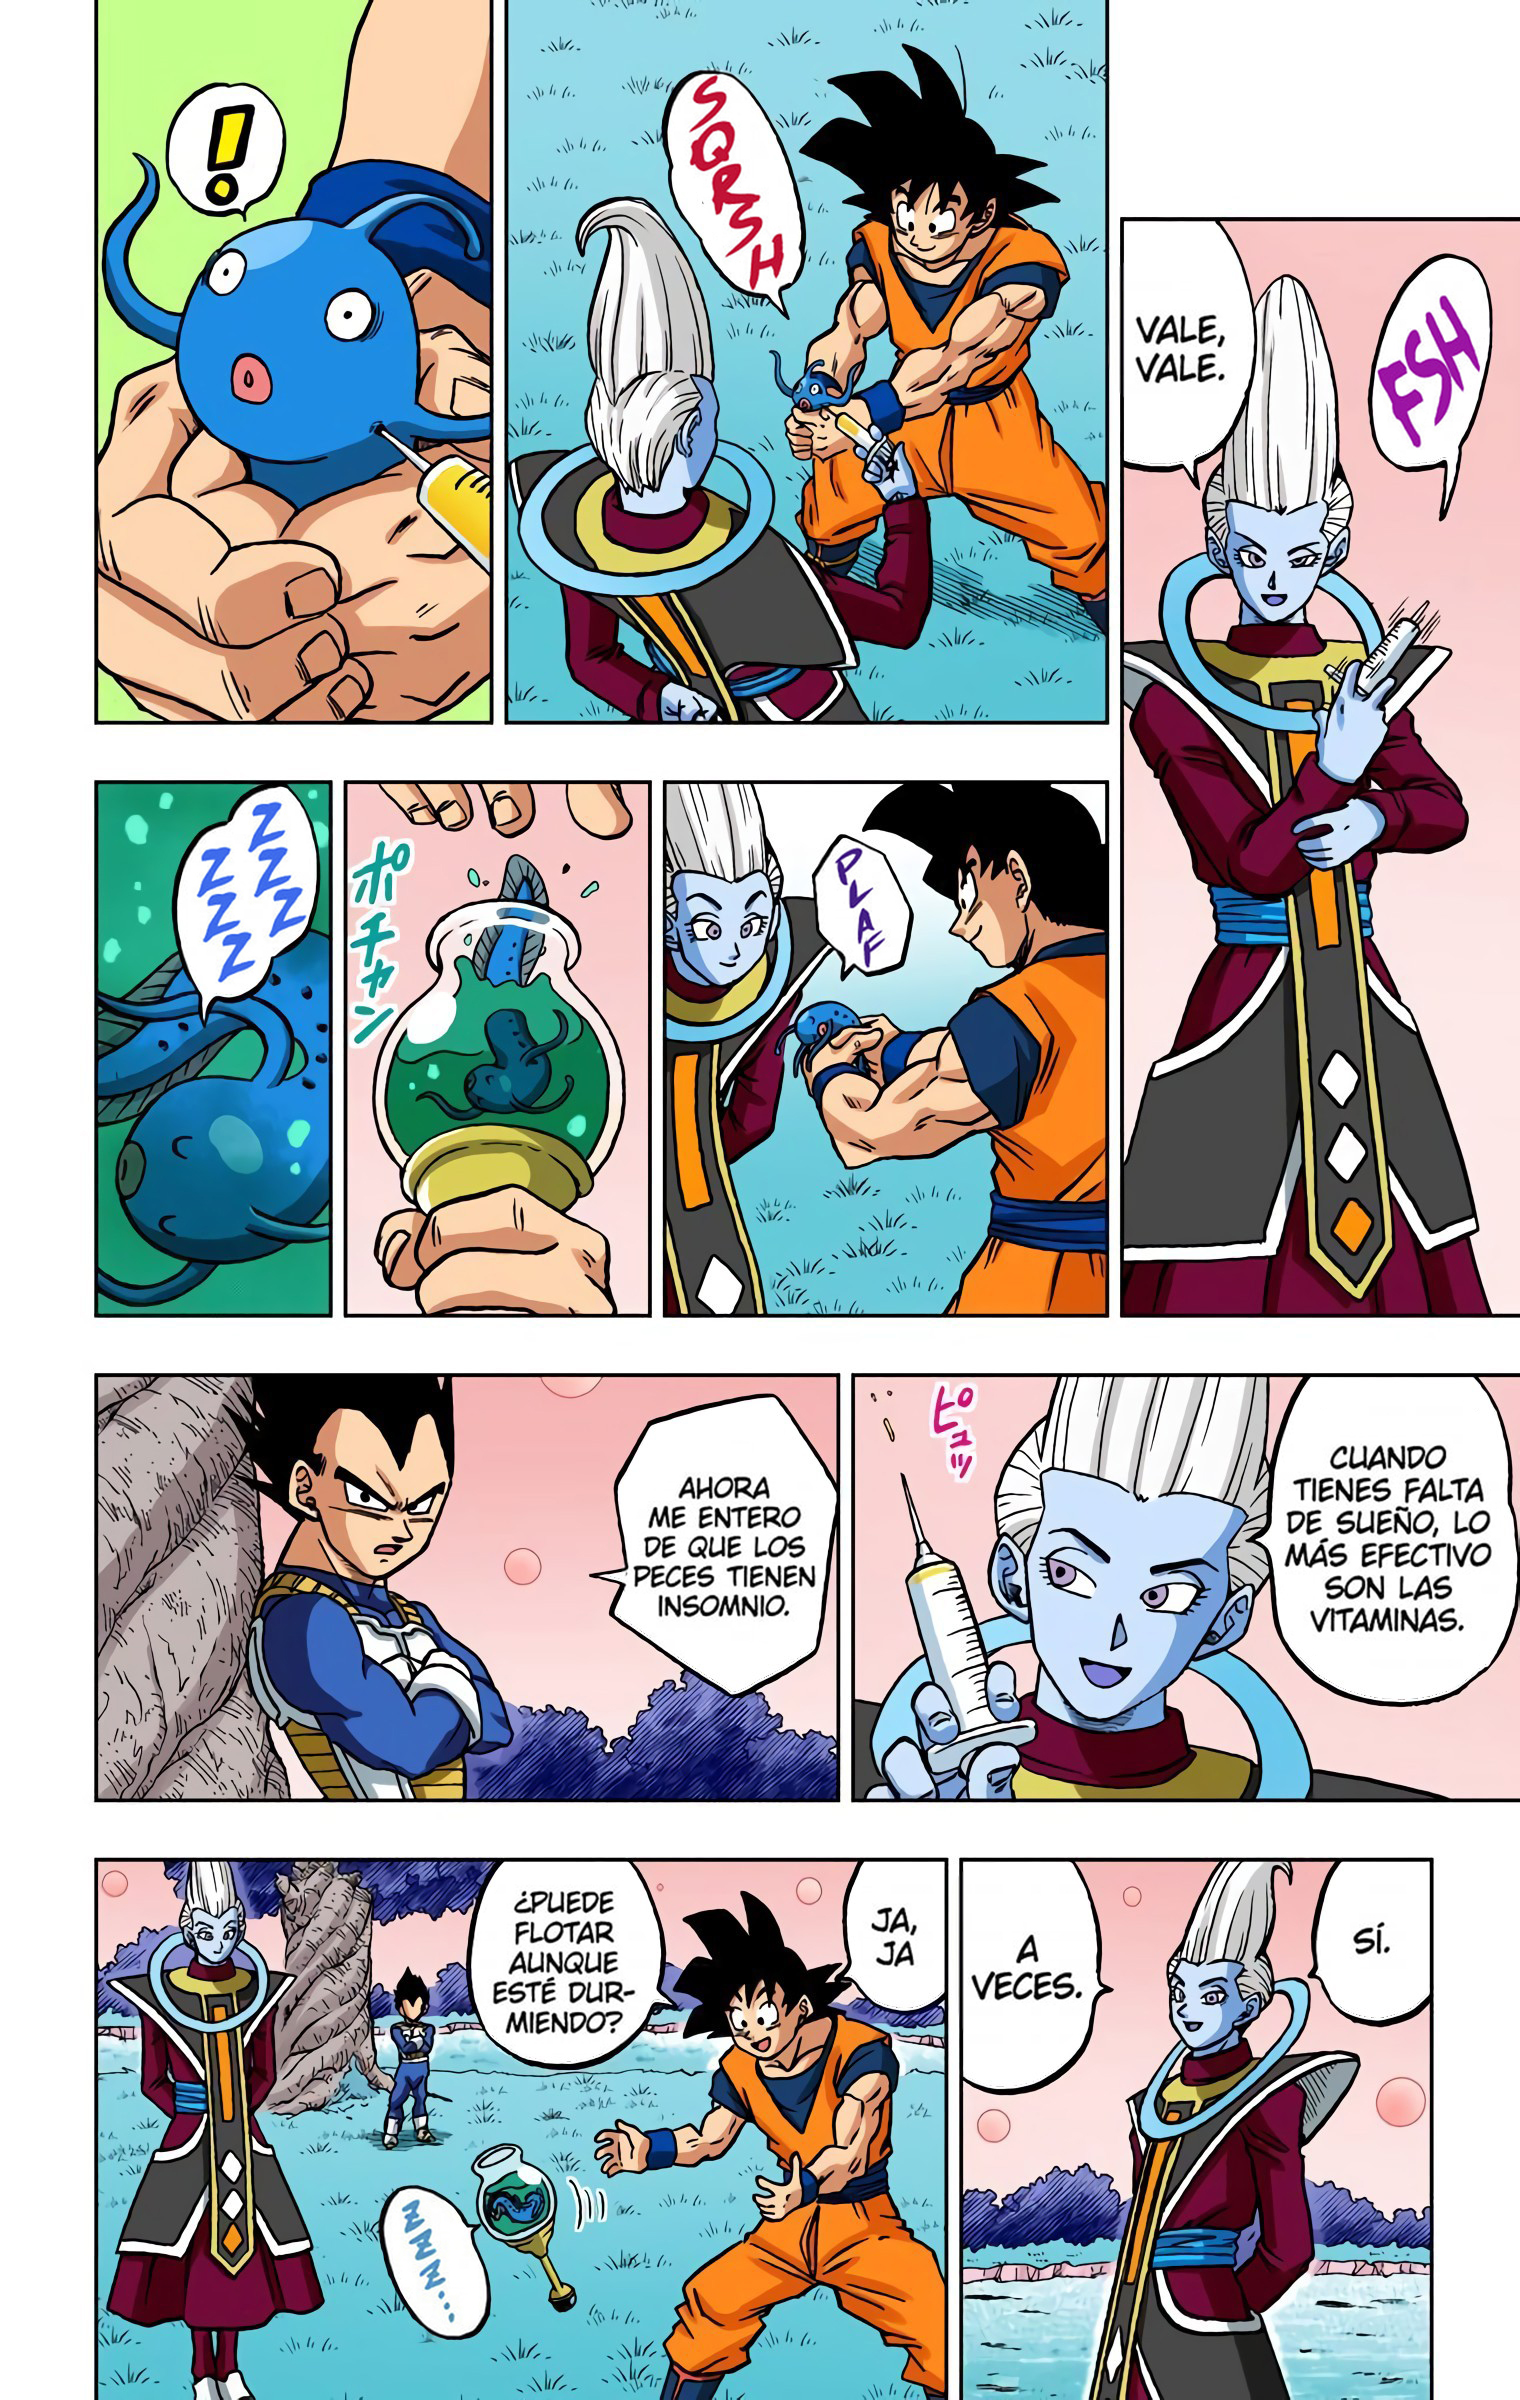 FSH
VALE,
VALE.
SQRSH
!
PLAF
ポチャン
Z Z Z Z Z Z
CUANDO
TIENES FALTA
DE SUEÑO, LO
MÁS EFECTIVO
SON LAS
VITAMINAS.
ピュッ
AHORA
ME ENTERO
DE QUE LOS
PECES TIENEN
INSOMNIO.
SÍ.
A
VECES.
JA,
JA
¿PUEDE
FLOTAR
AUNQUE
ESTÉ DUR-
MIENDO?
ZZZ...